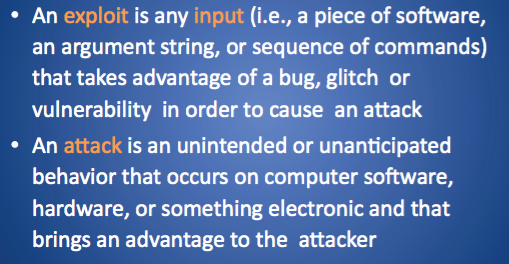 • An exploit is any input (i.e., a piece of software,
an argument string, or sequence of commands)
that takes advantage of a bug, glitch or
vulnerability in order to cause an attack
• An attack is an unintended or unanticipated
behavior that occurs on computer software,
hardware, or something electronic and that
brings an advantage to the attacker